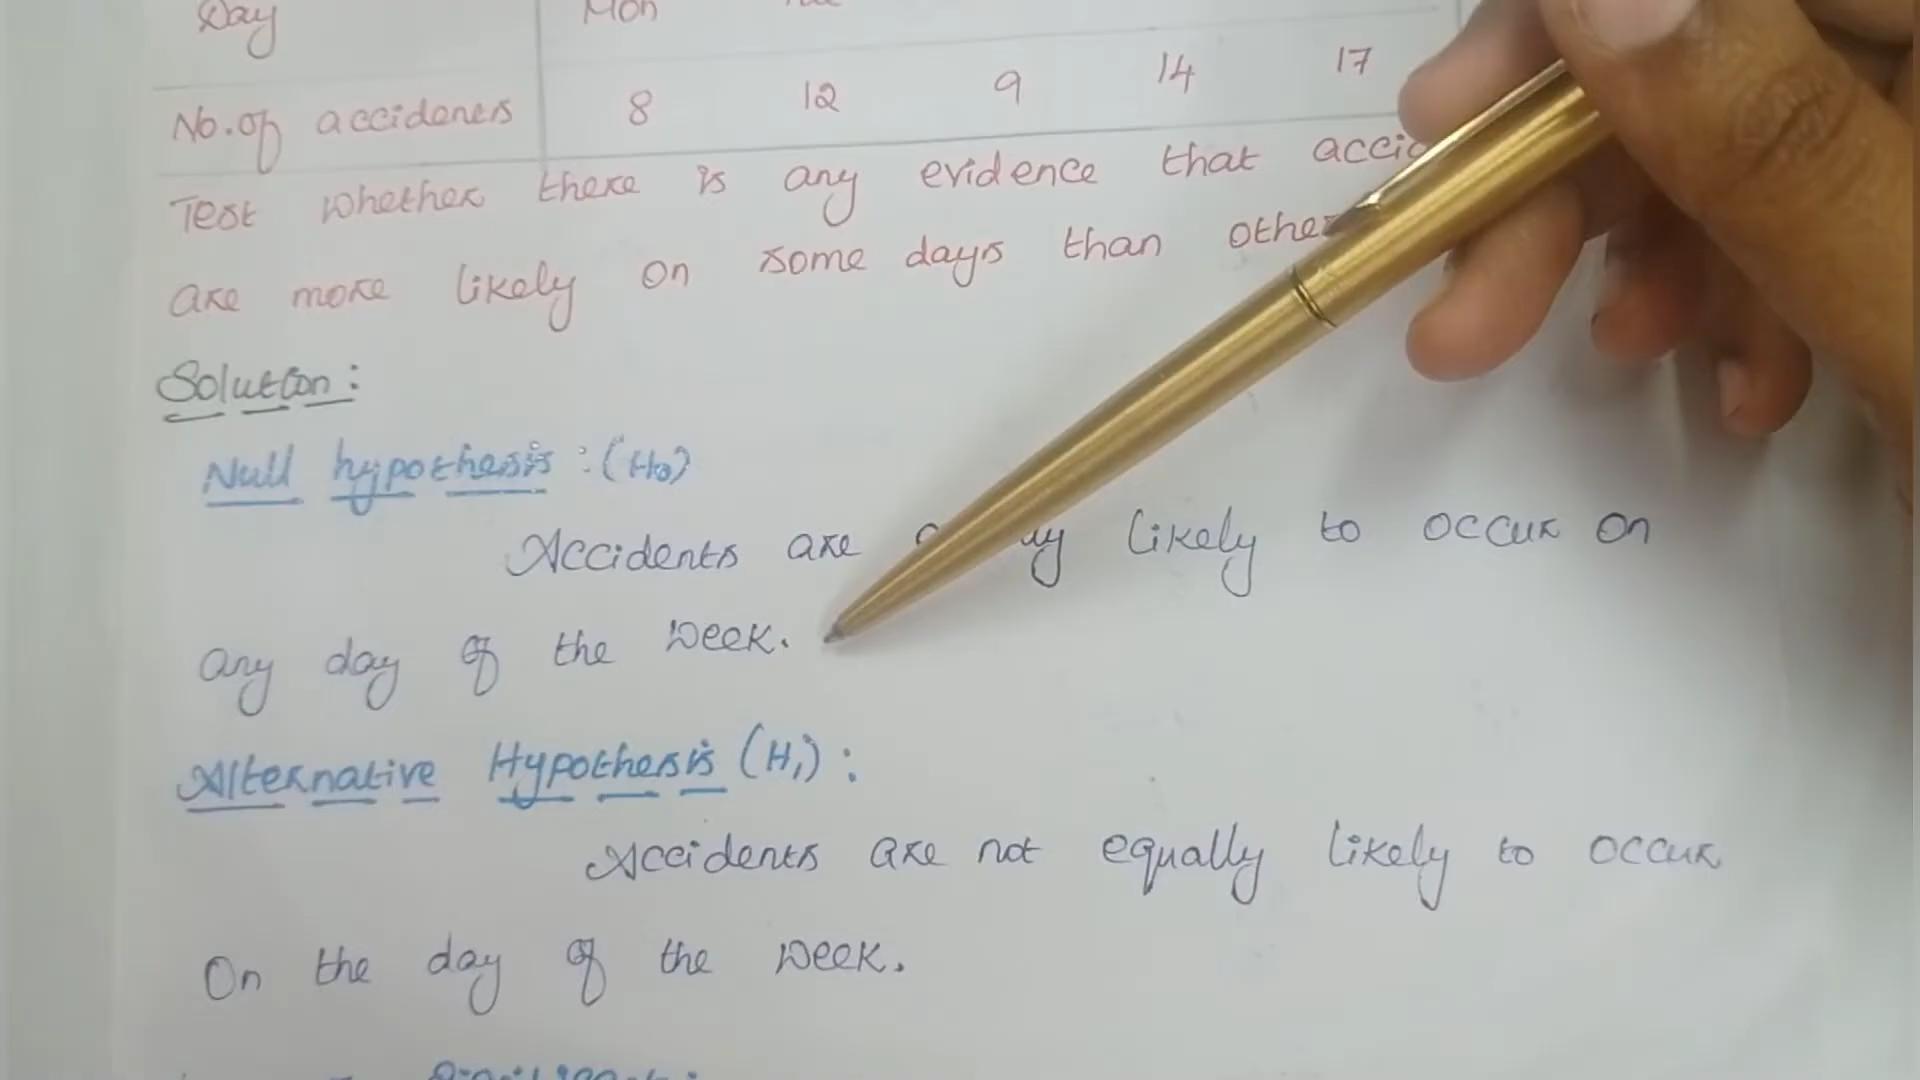 Day Mon
No. of accidents 8 12 9 14 17
Test whether there is any evidence that
are more likely on some days than
Solution:
Null hypothesis : (H0)
Accidents are likely to occur on
any day of the week.
Alternative Hypothesis (H1) :
Accidents are not equally likely to occur
On the day of the week.